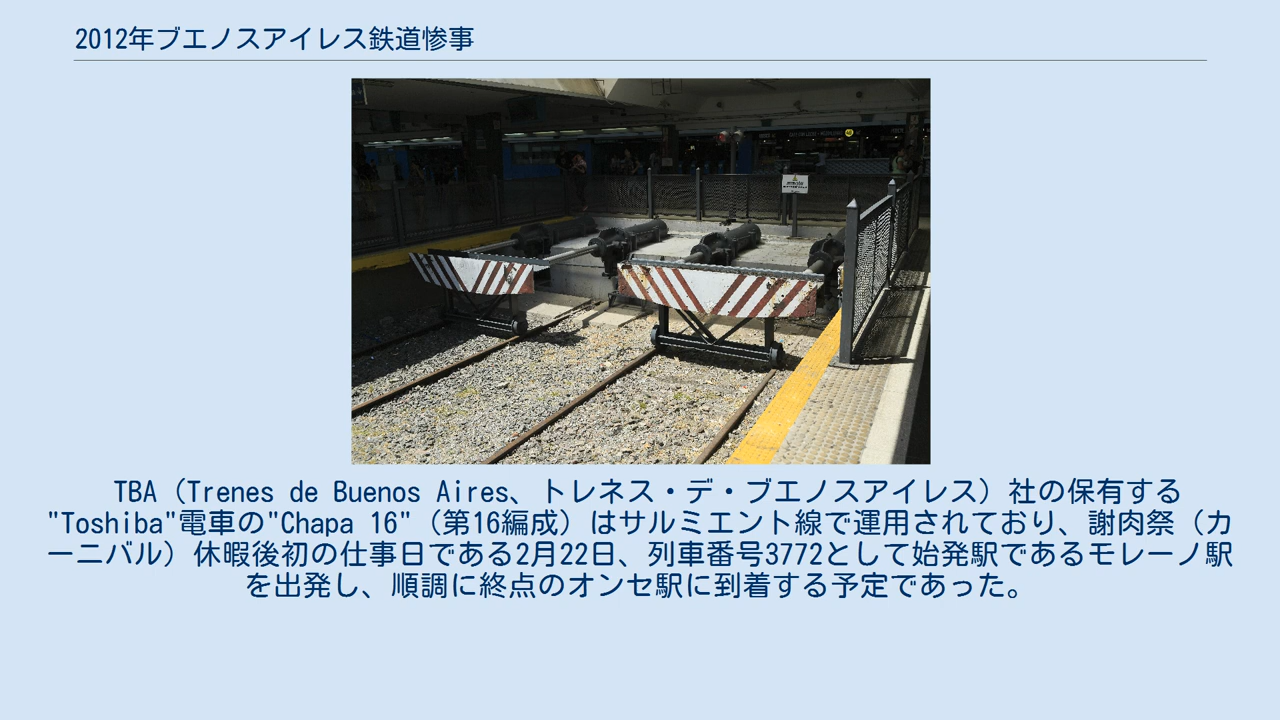 2012年ブエノスアイレス鉄道惨事
TBA（Trenes de Buenos Aires、トレネス・デ・ブエノスアイレス）社の保有する
"Toshiba"電車の"Chapa 16"（第16編成）はサルミエント線で運用されており、謝肉祭（カ
ーニバル）休暇後初の仕事日である2月22日、列車番号3772として始発駅であるモレーノ駅
を出発し、順調に終点のオンセ駅に到着する予定であった。